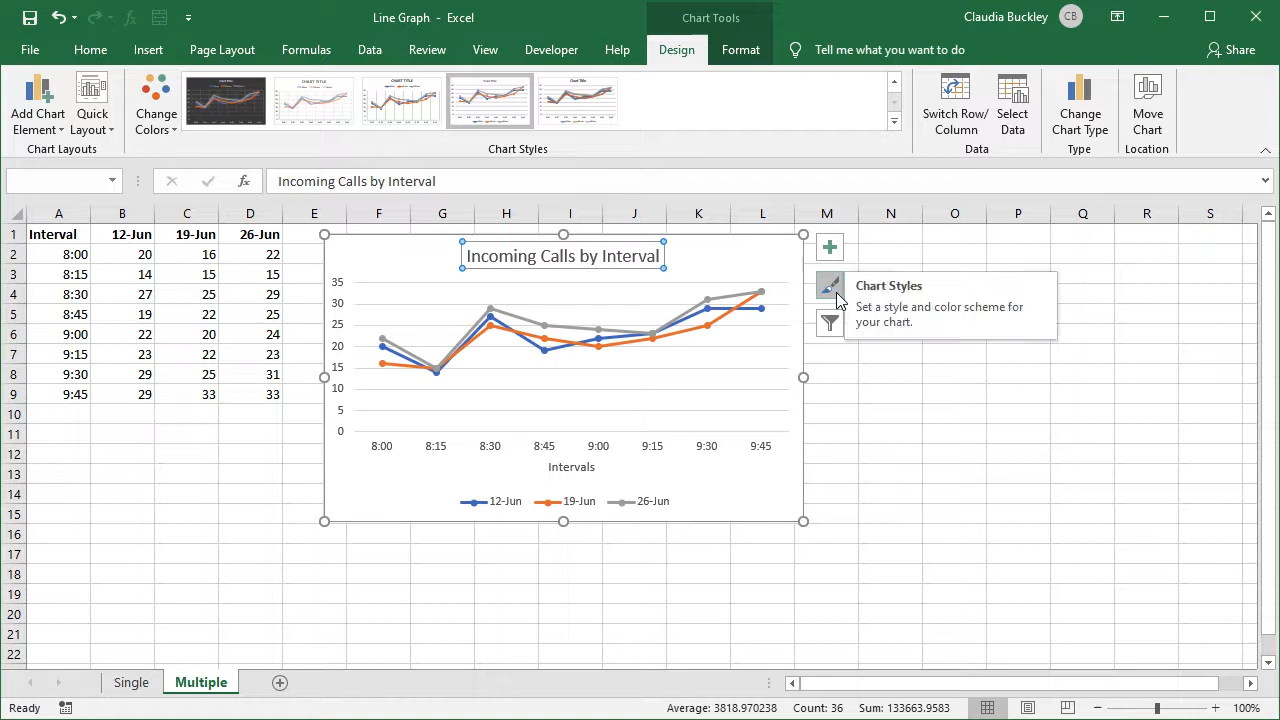 Line Graph - Excel
Chart Tools
Claudia Buckley
CB
File Home Insert Page Layout Formulas Data Review View Developer Help Design Format Tell me what you want to do Share
Add Chart Element
Quick Layout
Change Colors
Switch Row/ Column
Select Data
Change Chart Type
Move Chart
Chart Layouts Chart Styles Data Type Location
fx Incoming Calls by Interval
A B C D E F G H I J K L M N O P Q R S
1 Interval 12-Jun 19-Jun 26-Jun
2 8:00 20 16 22
3 8:15 14 15 15
4 8:30 27 25 29
5 8:45 19 22 25
6 9:00 22 20 24
7 9:15 23 22 23
8 9:30 29 25 31
9 9:45 29 33 33
10
11
12
13
14
15
16
17
18
19
20
21
22
Incoming Calls by Interval
35
30
25
20
15
10
5
0
8:00 8:15 8:30 8:45 9:00 9:15 9:30 9:45
Intervals
12-Jun 19-Jun 26-Jun
Chart Styles
Set a style and color scheme for
your chart.
Single Multiple
Ready Average: 3818.970238 Count: 36 Sum: 133663.9583 100%